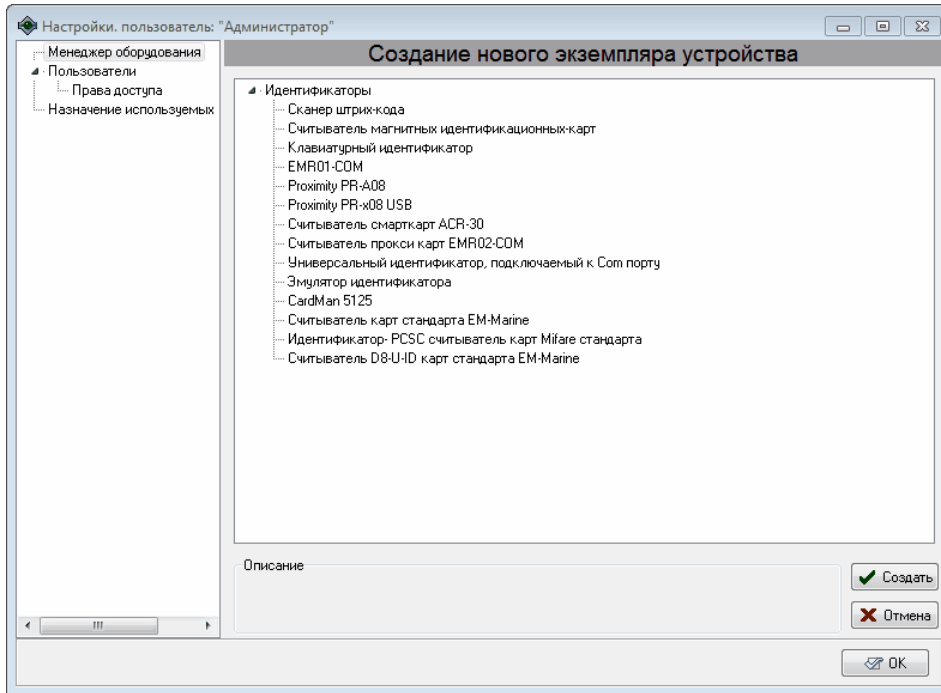 Настройки. пользователь: "Администратор"
Менеджер оборудования
Пользователи
Права доступа
Назначение используемых
Создание нового экземпляра устройства
Идентификаторы
Сканер штрих-кода
Считыватель магнитных идентификационных-карт
Клавиатурный идентификатор
EMR01-COM
Proximity PR-A08
Proximity PR-x08 USB
Считыватель смарткарт ACR-30
Считыватель прокси карт EMR02-COM
Универсальный идентификатор, подключаемый к Com порту
Эмулятор идентификатора
CardMan 5125
Считыватель карт стандарта EM-Marine
Идентификатор- PCSC считыватель карт Mifare стандарта
Считыватель D8-U-ID карт стандарта EM-Marine
Описание
Создать
Отмена
OK